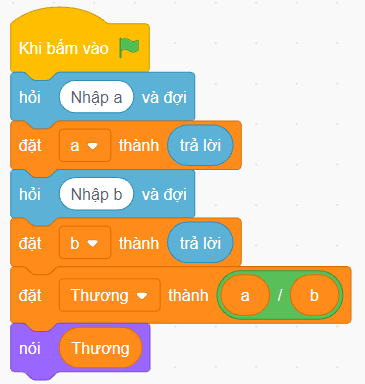 Khi bấm vào
hỏi Nhập a và đợi
đặt a thành trả lời
hỏi Nhập b và đợi
đặt b thành trả lời
đặt Thương thành a / b
nói Thương